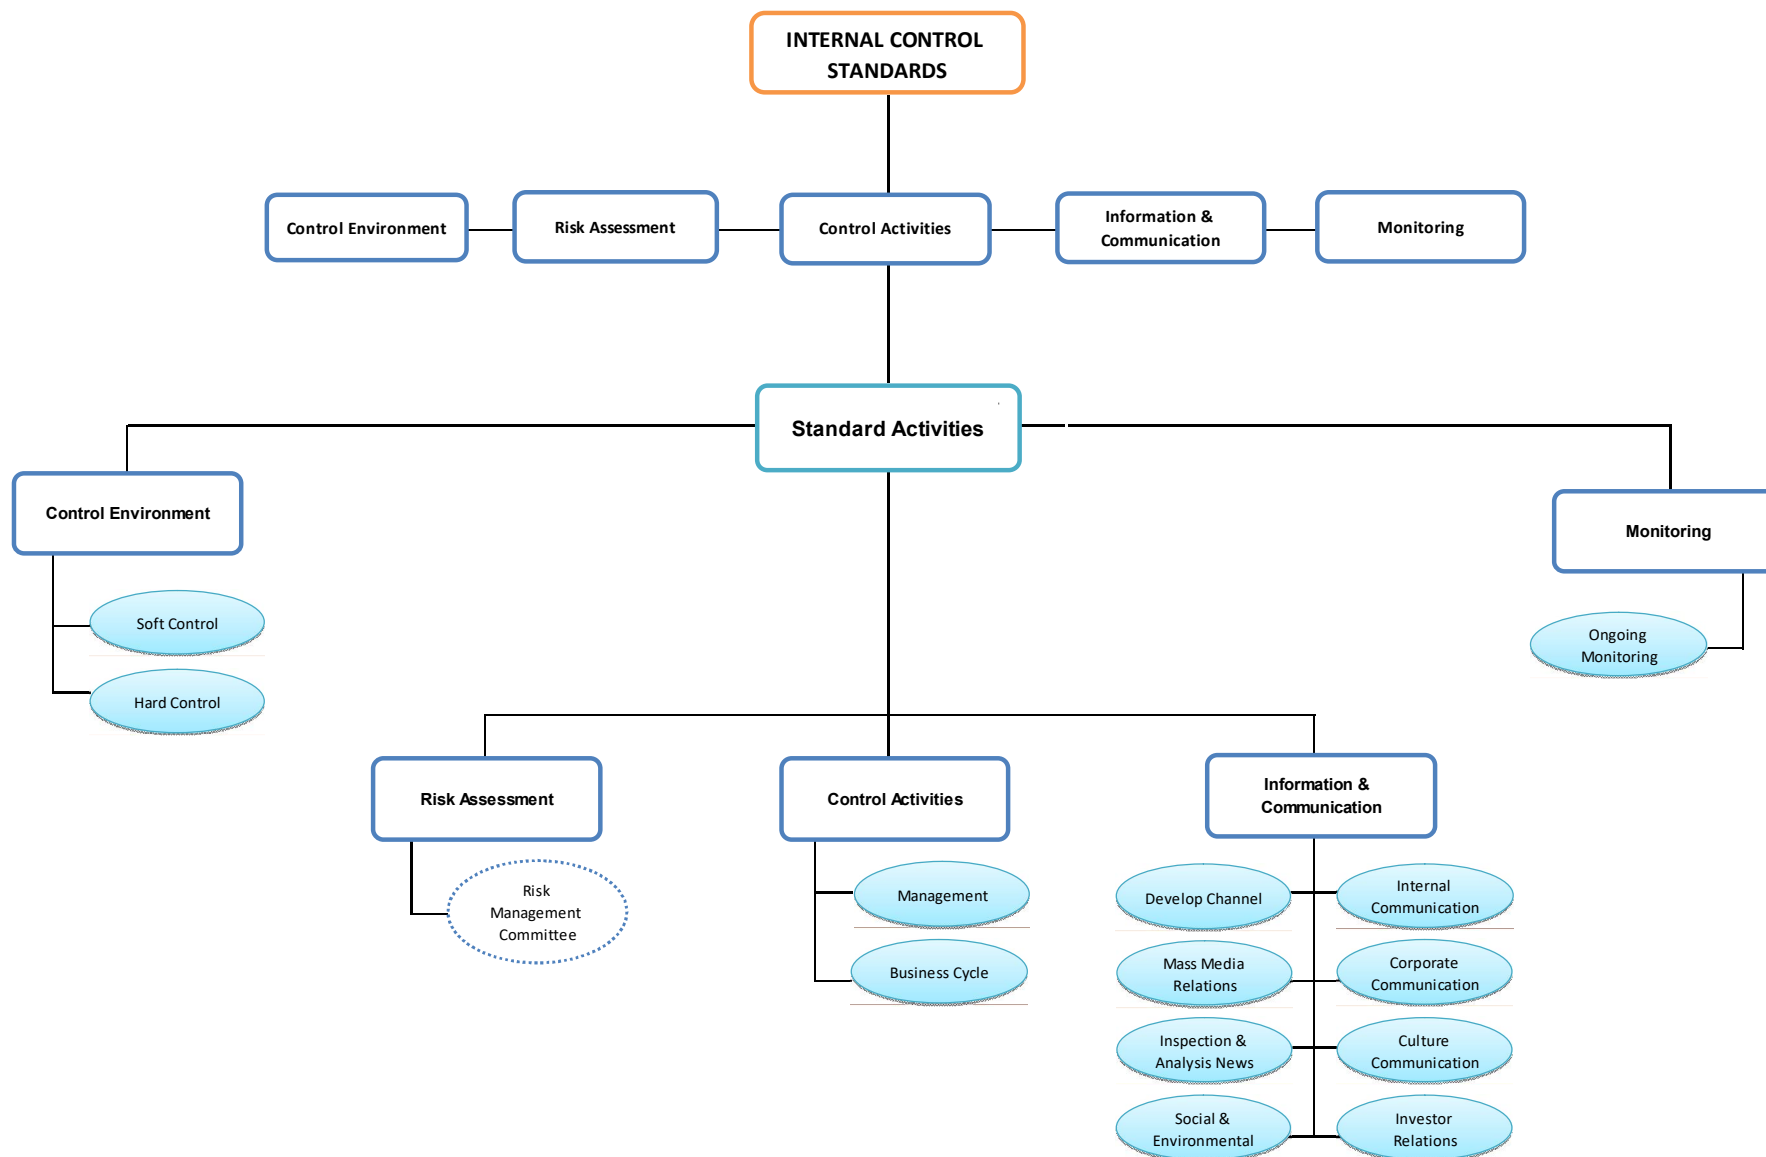 INTERNAL CONTROL
STANDARDS
Control Environment
Risk Assessment
Control Activities
Information &
Communication
Monitoring
Standard Activities
Control Environment
Monitoring
Soft Control
Hard Control
Ongoing
Monitoring
Risk Assessment
Control Activities
Information &
Communication
Risk
Management
Committee
Management
Business Cycle
Develop Channel
Internal
Communication
Mass Media
Relations
Corporate
Communication
Inspection &
Analysis News
Culture
Communication
Social &
Environmental
Investor
Relations